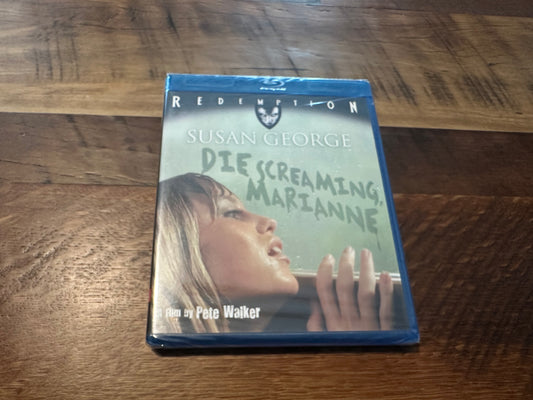 REDEMPTION
SUSAN GEORGE
DIE SCREAMING,
MARIANNE
a film by Pete Walker